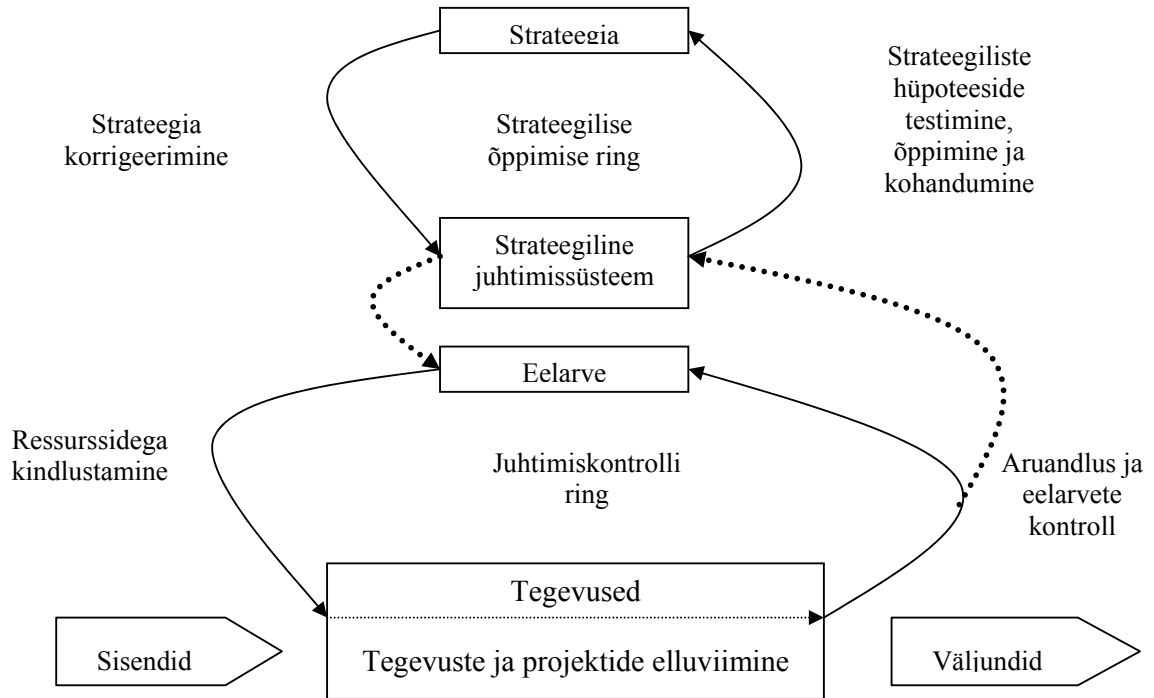 Strateegia
Strateegia
korrigeerimine
Strateegilise
õppimise ring
Strateegiliste
hüpoteeside
testimine,
õppimine ja
kohandumine
Strateegiline
juhtimissüsteem
Eelarve
Ressurssidega
kindlustamine
Juhtimiskontrolli
ring
Aruandlus ja
eelarvete
kontroll
Tegevused
Sisendid
Tegevuste ja projektide elluviimine
Väljundid